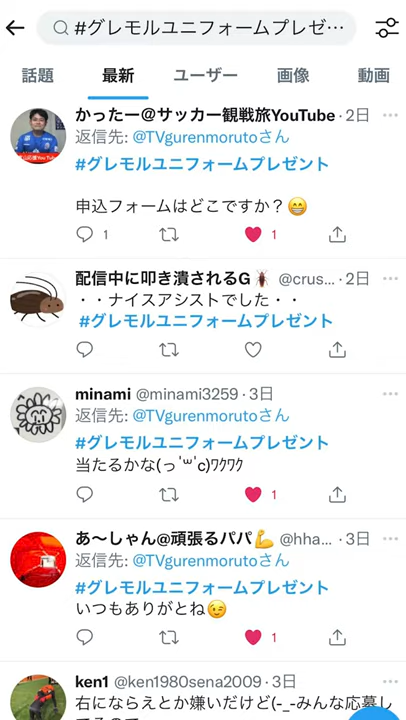 #グレモルユニフォームプレゼ…
話題 最新 ユーザー 画像 動画
かったー@サッカー観戦旅YouTube · 2日
返信先: @TVgurenmorutoさん
#グレモルユニフォームプレゼント
申込フォームはどこですか？😁
1 1
配信中に叩き潰されるG🪳 @crus... · 2日
・・ナイスアシストでした・・
#グレモルユニフォームプレゼント
minami @minami3259 · 3日
返信先: @TVgurenmorutoさん
#グレモルユニフォームプレゼント
当たるかな(っ'꒳'c)ﾜｸﾜｸ
1
あ〜しゃん@頑張るパパ💪 @hha... · 3日
返信先: @TVgurenmorutoさん
#グレモルユニフォームプレゼント
いつもありがとね😉
1
ken1 @ken1980sena2009 · 3日
右にならえとか嫌いだけど(-_-みんな応募し